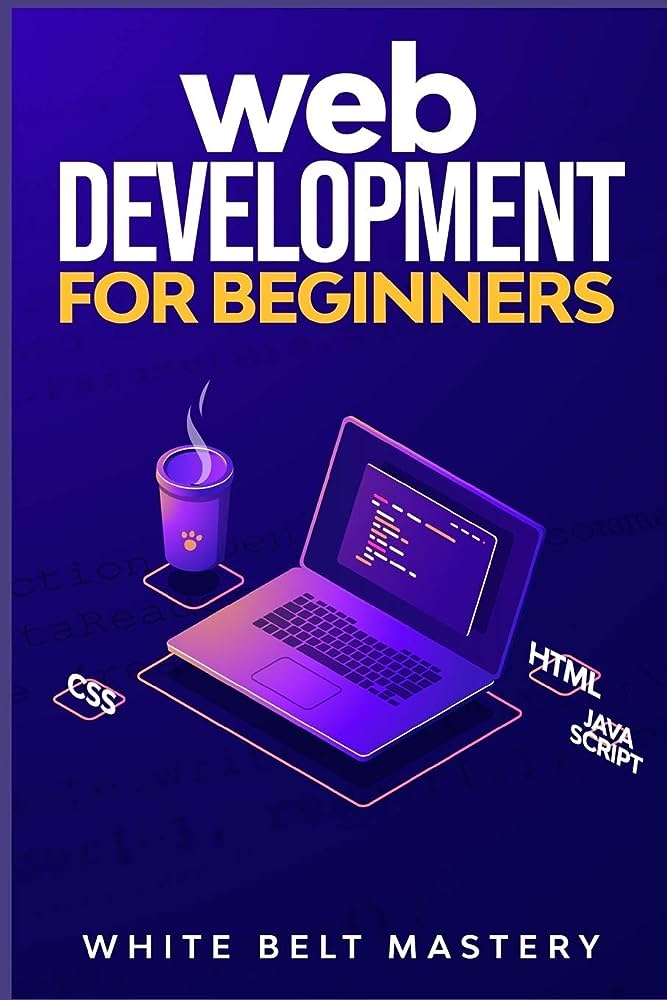 web
DEVELOPMENT
FOR BEGINNERS
CSS
HTML
JAVA
SCRIPT
WHITE BELT MASTERY